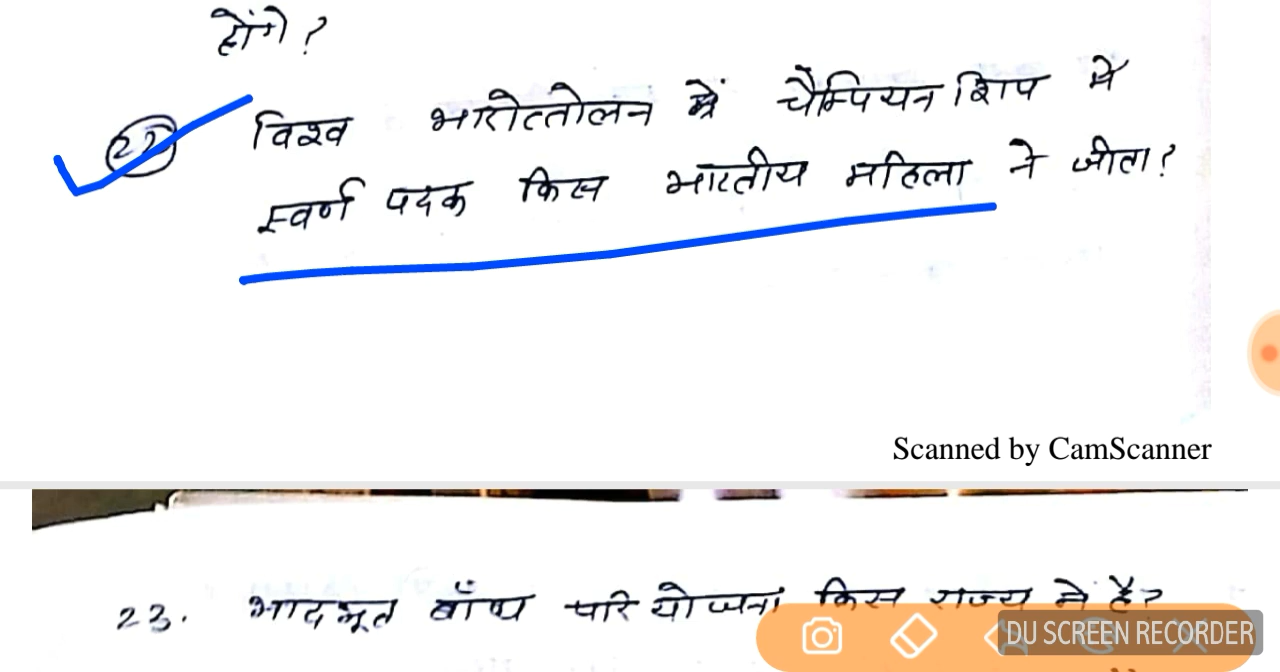 होंगे?
22 विश्व भारोत्तोलन में चैम्पियनशिप में
स्वर्ण पदक किस भारतीय महिला ने जीता?
Scanned by CamScanner
23. भादभूत बाँध परियोजना किस राज्य मे है?
DU SCREEN RECORDER